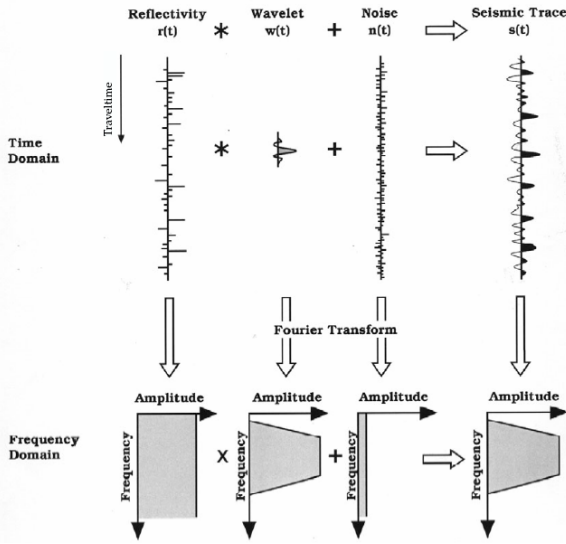 Reflectivity * Wavelet + Noise Seismic Trace
r(t) w(t) n(t) s(t)
Traveltime
Time
Domain
* +
Fourier Transform
Amplitude Amplitude Amplitude Amplitude
Frequency
Domain
Frequency x Frequency + Frequency Frequency